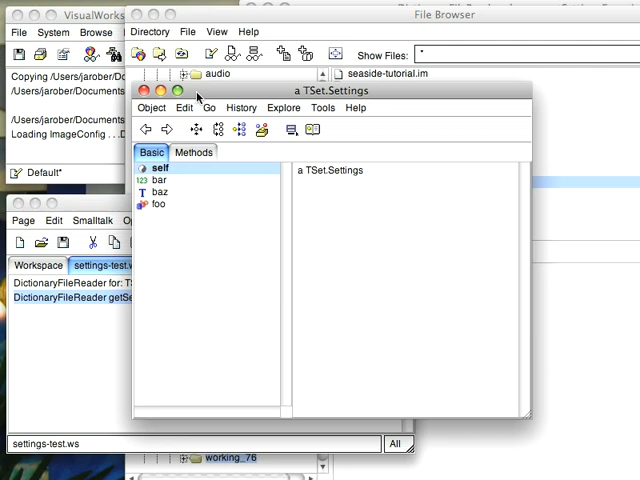 VisualWorks
File System Browse
Copying /Users/jarober/Do
/Users/jarober/Documents
/Users/jarober/Documents
Loading ImageConfig . . .D
Default*
File Browser
Directory File View Help
Show Files: *
audio
seaside-tutorial.im
a TSet.Settings
Object Edit Go History Explore Tools Help
Basic Methods
self
bar
baz
foo
a TSet.Settings
Page Edit Smalltalk
Workspace settings-test.w
DictionaryFileReader for: TS
DictionaryFileReader getSe
settings-test.ws
All
working_76